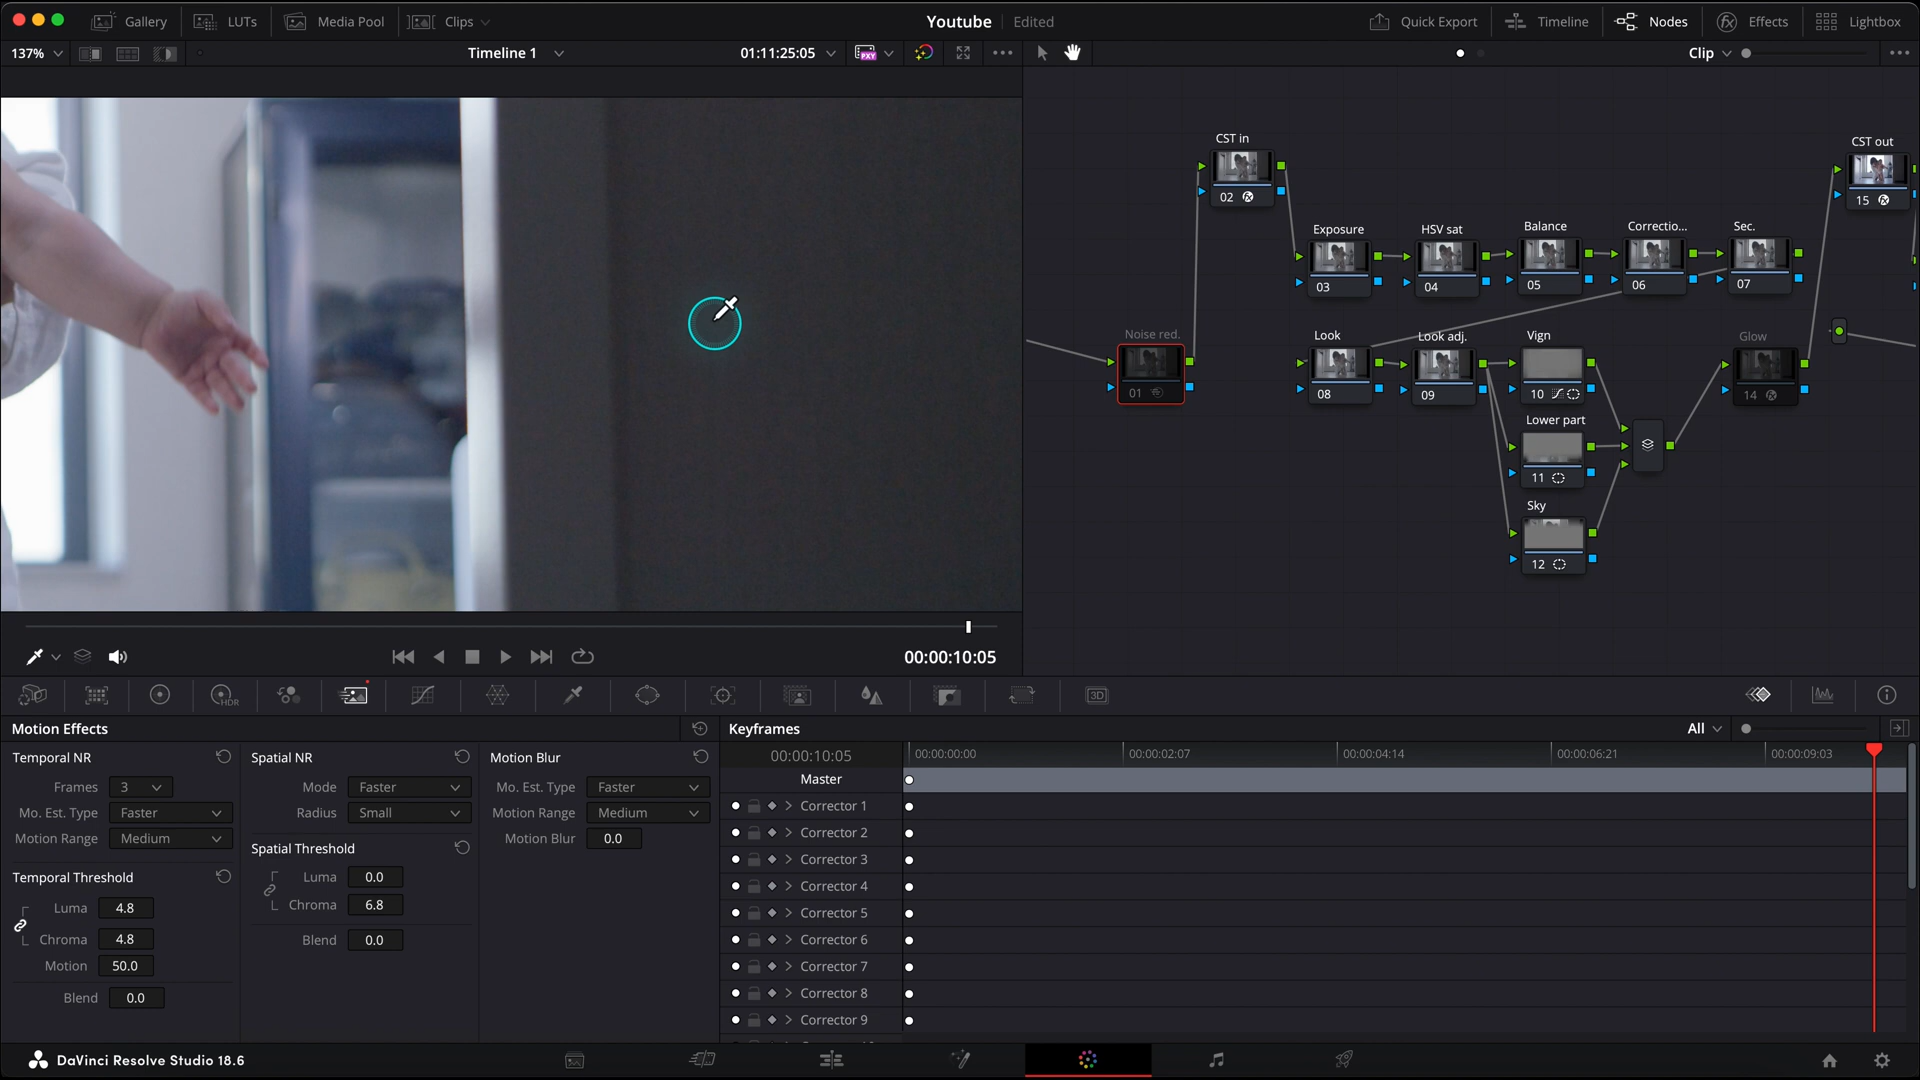 Gallery LUTs Media Pool Clips Youtube Edited Quick Export Timeline Nodes Effects Lightbox
137% Timeline 1 01:11:25:05 PXY Clip
CST in
02
CST out
15
Exposure
03
HSV sat
04
Balance
05
Correctio...
06
Sec.
07
Noise red.
01
Look
08
Look adj.
09
Vign
10
Glow
14
Lower part
11
Sky
12
00:00:10:05
HDR 3D
Motion Effects
Temporal NR
Frames 3
Mo. Est. Type Faster
Motion Range Medium
Temporal Threshold
Luma 4.8
Chroma 4.8
Motion 50.0
Blend 0.0
Spatial NR
Mode Faster
Radius Small
Spatial Threshold
Luma 0.0
Chroma 6.8
Blend 0.0
Motion Blur
Mo. Est. Type Faster
Motion Range Medium
Motion Blur 0.0
Keyframes All
00:00:10:05 00:00:00:00 00:00:02:07 00:00:04:14 00:00:06:21 00:00:09:03
Master
Corrector 1
Corrector 2
Corrector 3
Corrector 4
Corrector 5
Corrector 6
Corrector 7
Corrector 8
Corrector 9
DaVinci Resolve Studio 18.6